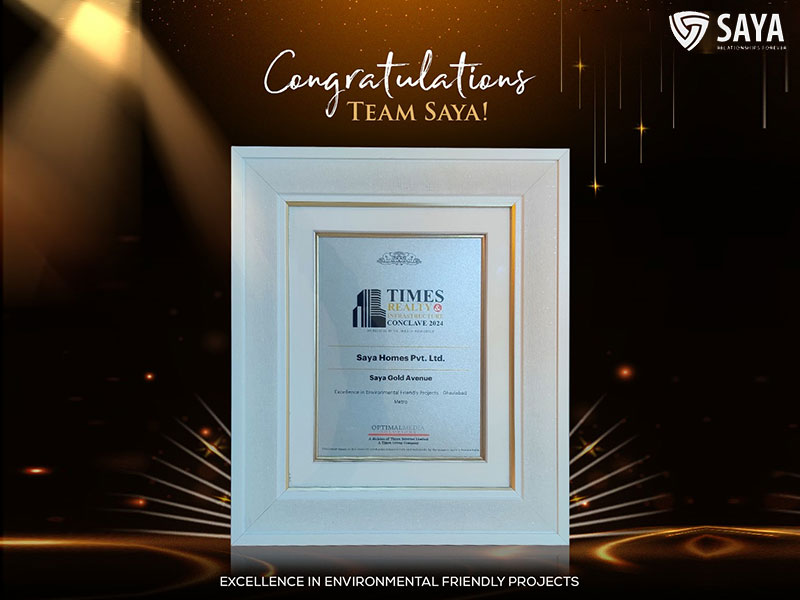 SAYA
RELATIONSHIPS FOREVER
Congratulations
TEAM SAYA!
TIMES
REALTY &
INFRASTRUCTURE
CONCLAVE 2024
Saya Homes Pvt. Ltd.
Saya Gold Avenue
Excellence in Environmental Friendly Projects - Ghaziabad
Metro
OPTIMAL MEDIA
A division of Times Internet Limited
A Times Group Company
EXCELLENCE IN ENVIRONMENTAL FRIENDLY PROJECTS